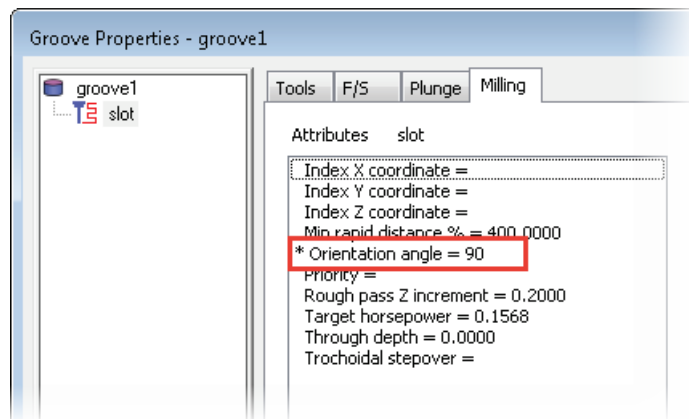 Groove Properties - groove1
groove1
slot
Tools F/S Plunge Milling
Attributes slot
Index X coordinate =
Index Y coordinate =
Index Z coordinate =
Min rapid distance % = 400.0000
* Orientation angle = 90
Priority =
Rough pass Z increment = 0.2000
Target horsepower = 0.1568
Through depth = 0.0000
Trochoidal stepover =